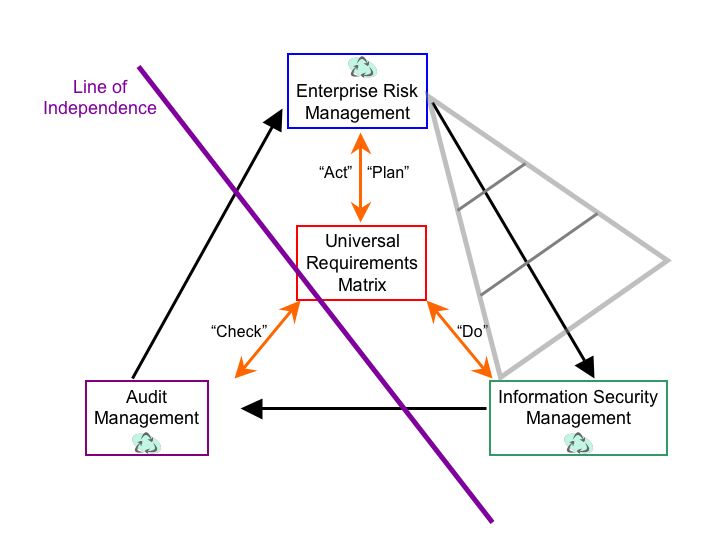 Line of
Independence
Enterprise Risk
Management
“Act” “Plan”
Universal
Requirements
Matrix
“Check”
“Do”
Audit
Management
Information Security
Management